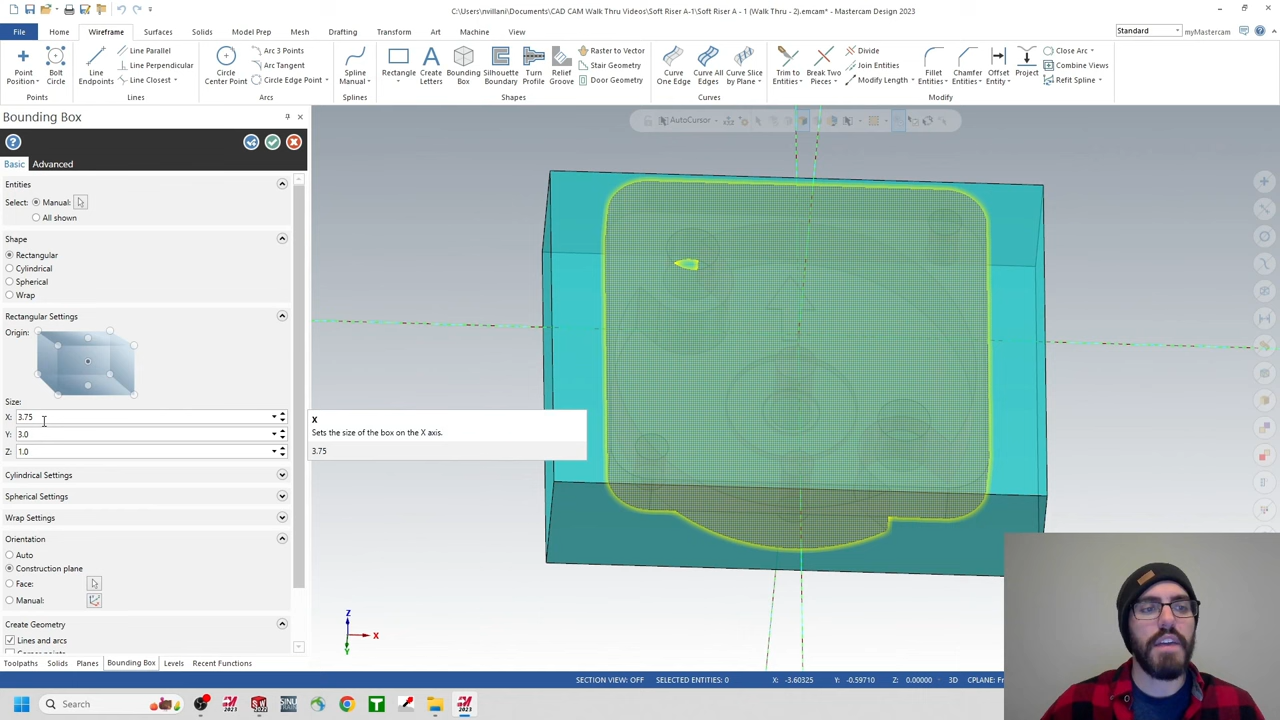 C:\Users\nvillani\Documents\CAD CAM Walk Thru Videos\Soft Riser A-1\Soft Riser A - 1 (Walk Thru - 2).emcam* - Mastercam Design 2023
File Home Wireframe Surfaces Solids Model Prep Mesh Drafting Transform Art Machine View
Standard myMastercam
Point Position Bolt Circle Line Endpoints Line Parallel Line Perpendicular Line Closest
Circle Center Point Arc 3 Points Arc Tangent Circle Edge Point
Spline Manual Rectangle Create Letters Bounding Box Silhouette Boundary Turn Profile Relief Groove
Raster to Vector Stair Geometry Door Geometry
Curve One Edge Curve All Edges Curve Slice by Plane
Trim to Entities Break Two Pieces Divide Join Entities Modify Length
Fillet Entities Chamfer Entities Offset Entity Project Close Arc Combine Views Refit Spline
Points Lines Arcs Splines Shapes Curves Modify
Bounding Box
AutoCursor
Basic Advanced
Entities
Select: Manual:
All shown
Shape
Rectangular
Cylindrical
Spherical
Wrap
Rectangular Settings
Origin:
Size:
X: 3.75
Y: 3.0
Z: 1.0
X
Sets the size of the box on the X axis.
3.75
Cylindrical Settings
Spherical Settings
Wrap Settings
Orientation
Auto
Construction plane
Face:
Manual:
Create Geometry
Lines and arcs
Z
X
Y
Toolpaths Solids Planes Bounding Box Levels Recent Functions
SECTION VIEW: OFF SELECTED ENTITIES: 0 X: -3.60325 Y: -0.59710 Z: 0.00000 3D CPLANE:
Search